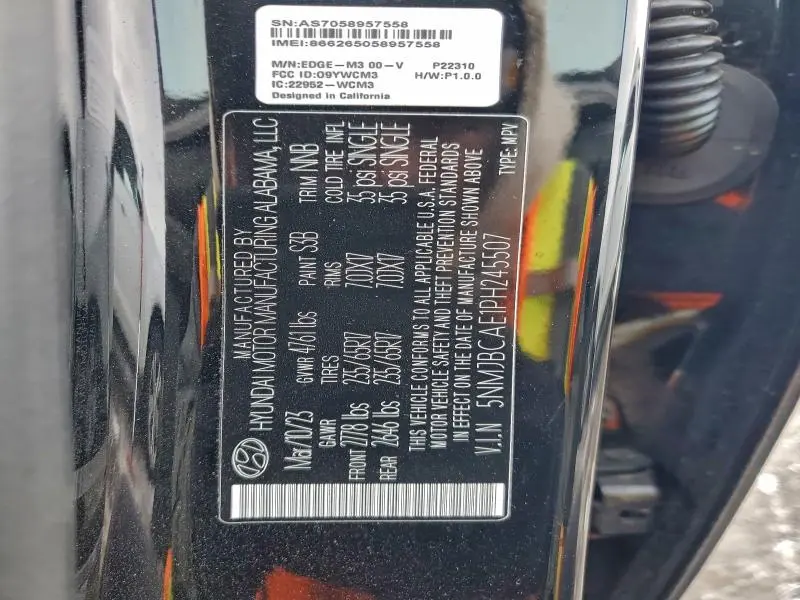 SN:AS7058957558
IMEI:866265058957558
M/N:EDGE-M3 00-V P22310
FCC ID:O9YWCM3 H/W:P1.0.0
IC:22952-WCM3
Designed in California
MANUFACTURED BY
HYUNDAI MOTOR MANUFACTURING ALABAMA, LLC
Mar/10/23 GVWR 4761 lbs PAINT S3B TRIM NNB
GAWR TIRES RIMS COLD TIRE INFL
FRONT 2778 lbs 235/65R17 7.0JX17 35 psi SINGLE
REAR 2646 lbs 235/65R17 7.0JX17 35 psi SINGLE
THIS VEHICLE CONFORMS TO ALL APPLICABLE U.S.A. FEDERAL
MOTOR VEHICLE SAFETY AND THEFT PREVENTION STANDARDS
IN EFFECT ON THE DATE OF MANUFACTURE SHOWN ABOVE
V.I.N 5NMJBCAE1PH245507 TYPE: MPV